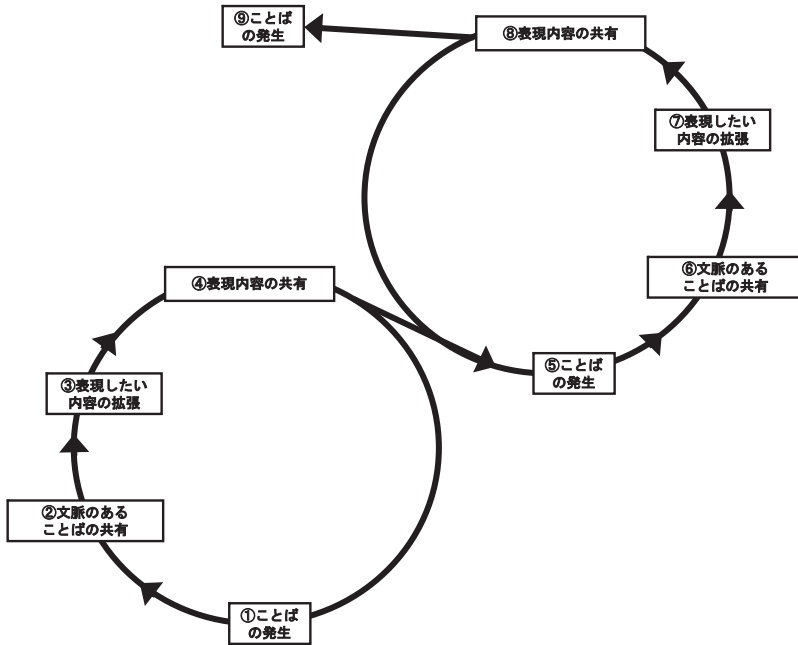 ⑨ことば
の発生
⑧表現内容の共有
⑦表現したい
内容の拡張
⑥文脈のある
ことばの共有
⑤ことば
の発生
④表現内容の共有
③表現したい
内容の拡張
②文脈のある
ことばの共有
①ことば
の発生